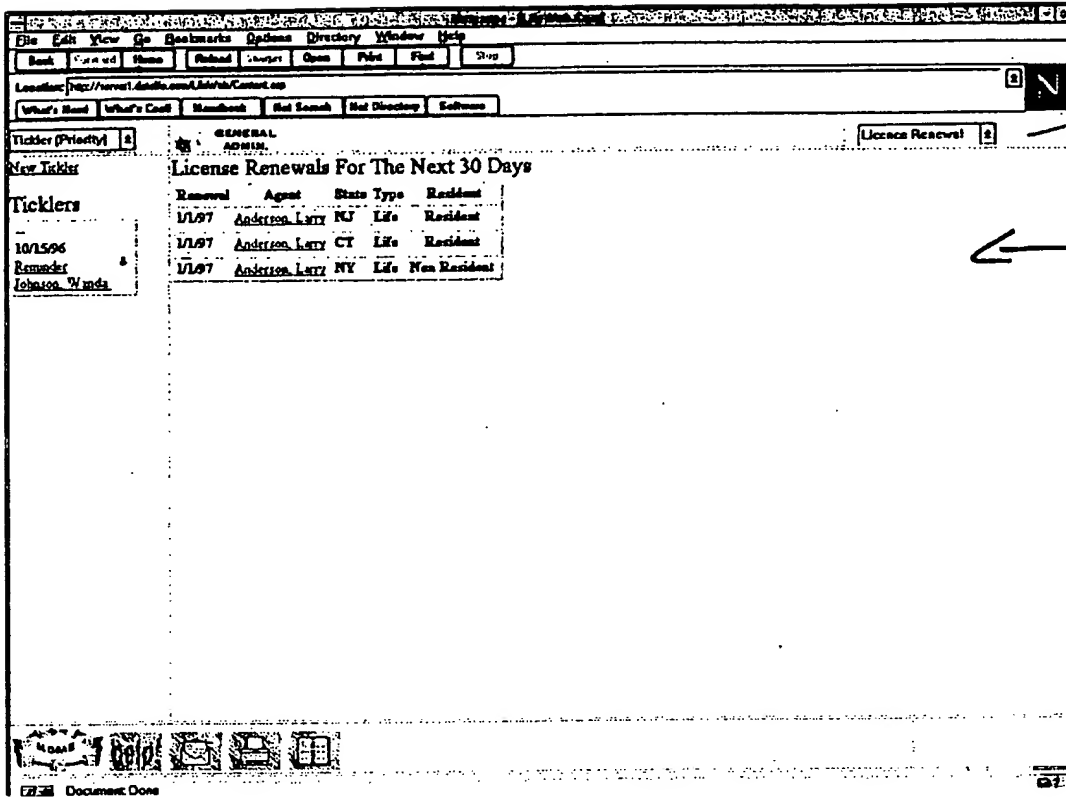 File Edit View Go Bookmarks Options Directory Window Help
Back Forward Home Reload Images Open Print Find Stop
Location:
What's New! What's Cool! Handbook Net Search Net Directory Software
Tickler (Priority)
GENERAL
ADMIN.
Licence Renewal
New Tickler
License Renewals For The Next 30 Days
Ticklers
Renewal Agent State Type Resident
1/1/97 Anderson, Larry NJ Life Resident
1/1/97 Anderson, Larry CT Life Resident
1/1/97 Anderson, Larry NY Life Non Resident
10/15/96
Reminder
Johnson, Wanda
HOME help!
Document Done